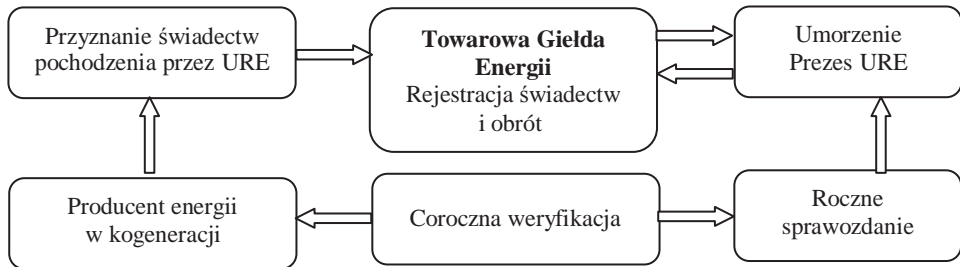 Przyznanie świadectw
pochodzenia przez URE
Towarowa Giełda
Energii
Rejestracja świadectw
i obrót
Umorzenie
Prezes URE
Producent energii
w kogeneracji
Coroczna weryfikacja
Roczne
sprawozdanie